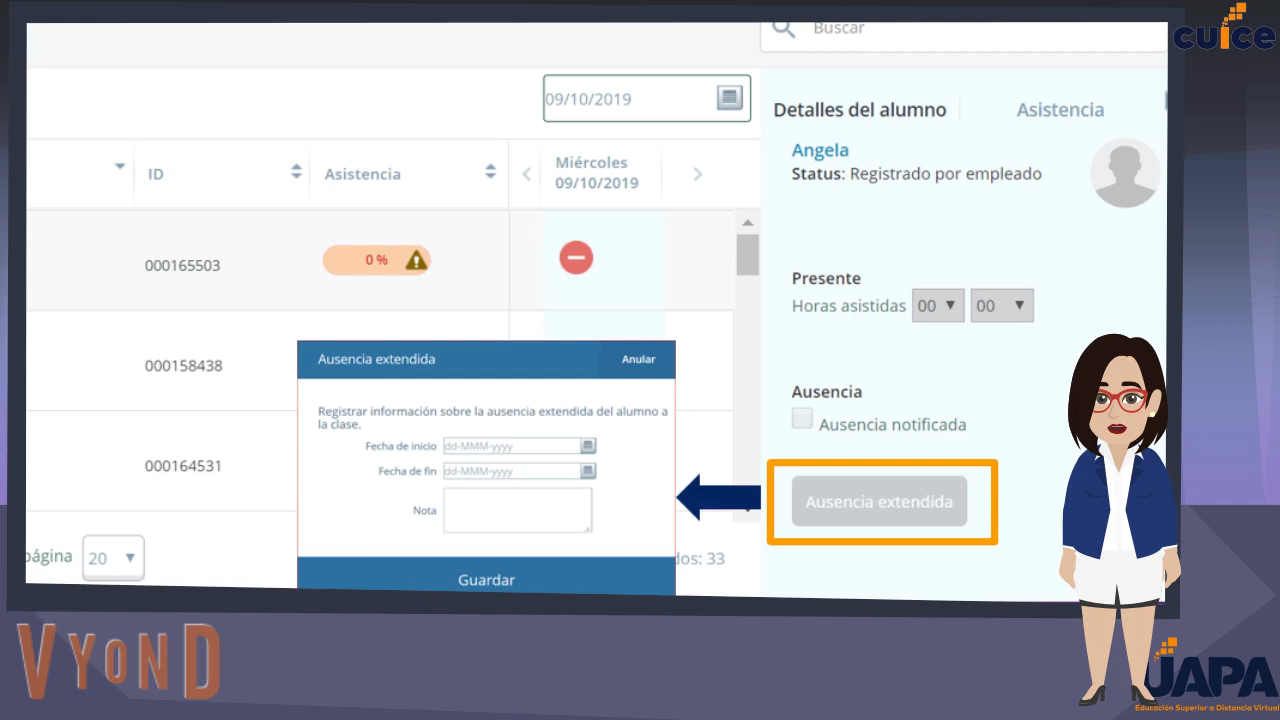 Buscar
cuice
09/10/2019
Detalles del alumno
Asistencia
Angela
Status: Registrado por empleado
ID
Asistencia
Miércoles
09/10/2019
000165503
0 %
Presente
Horas asistidas 00 00
000158438
Ausencia extendida
Anular
Registrar información sobre la ausencia extendida del alumno a
la clase.
Fecha de inicio dd-MMM-yyyy
Fecha de fin dd-MMM-yyyy
Nota
Guardar
Ausencia
Ausencia notificada
Ausencia extendida
000164531
página 20
dos: 33
VYOND
UAPA
Educación Superior a Distancia Virtual